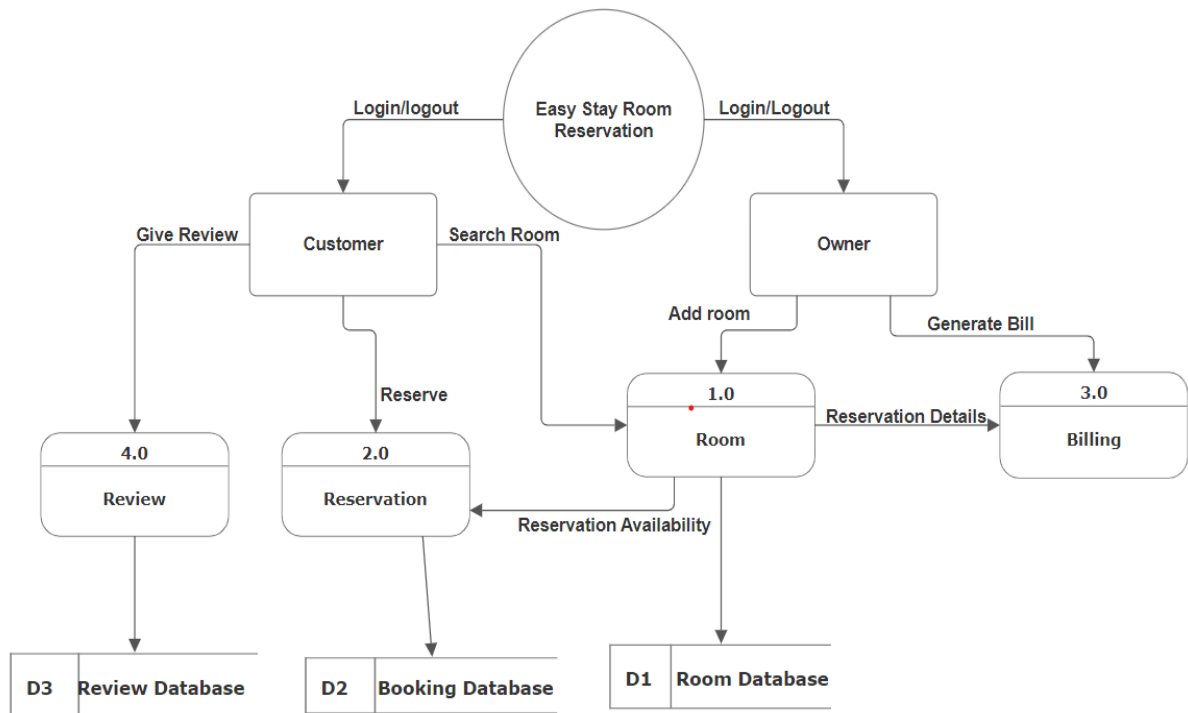 Easy Stay Room
Reservation
Login/logout
Login/Logout
Customer
Owner
Give Review
Search Room
Add room
Generate Bill
Reserve
1.0
Room
3.0
Billing
Reservation Details
4.0
Review
2.0
Reservation
Reservation Availability
D3 Review Database
D2 Booking Database
D1 Room Database